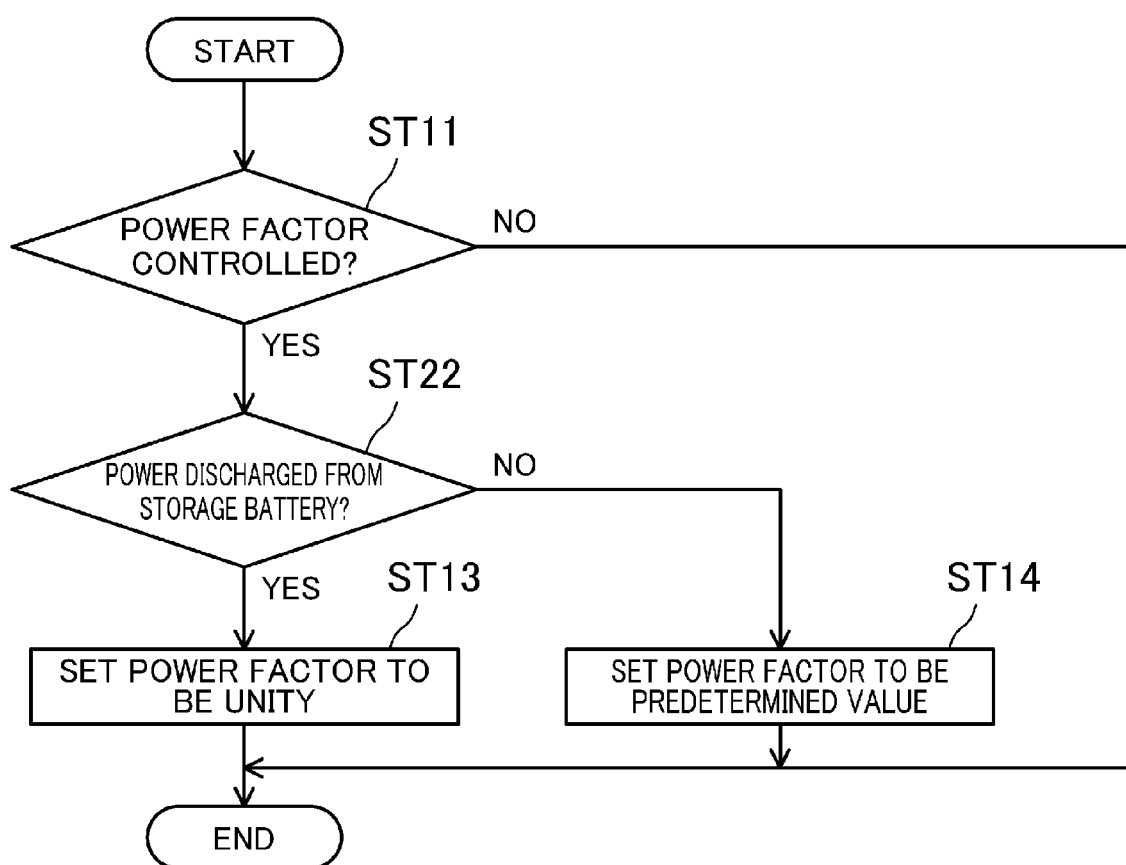 START
ST11
POWER FACTOR
CONTROLLED?
NO
YES
ST22
POWER DISCHARGED FROM
STORAGE BATTERY?
NO
YES
ST13
SET POWER FACTOR TO
BE UNITY
ST14
SET POWER FACTOR TO BE
PREDETERMINED VALUE
END